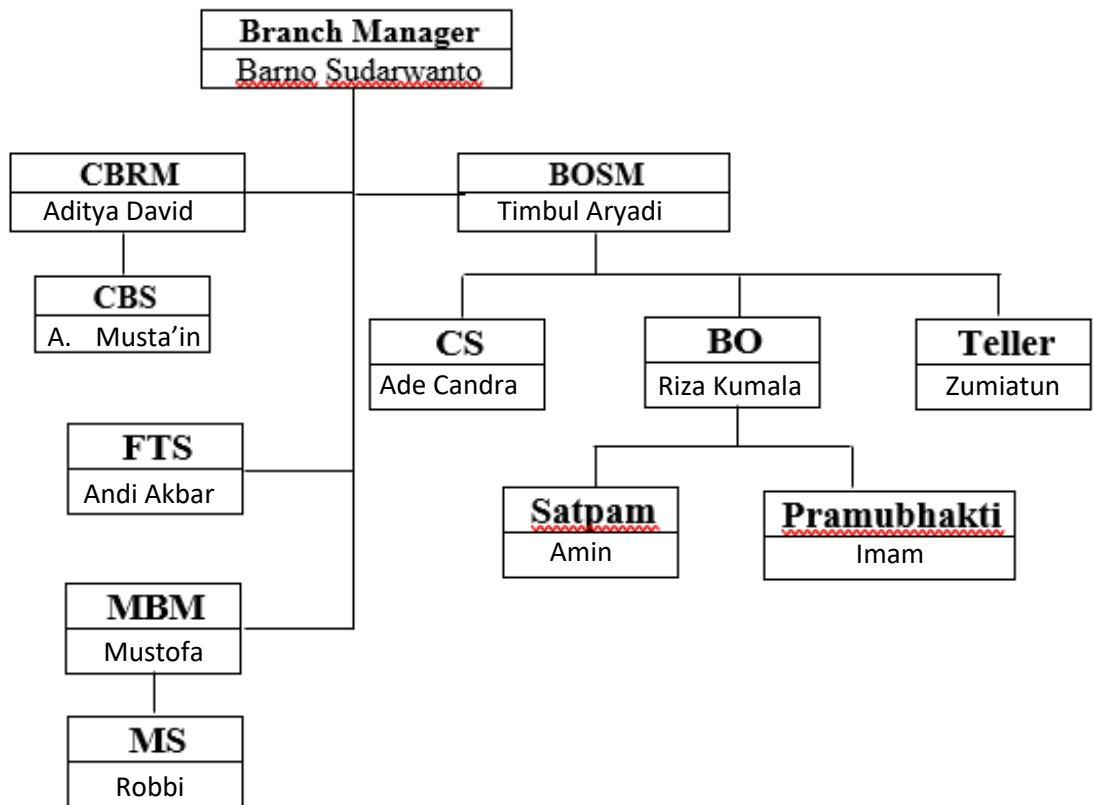 Branch Manager
Barno Sudarwanto
CBRM
Aditya David
BOSM
Timbul Aryadi
CBS
A. Musta’in
CS
Ade Candra
BO
Riza Kumala
Teller
Zumiatun
FTS
Andi Akbar
Satpam
Amin
Pramubhakti
Imam
MBM
Mustofa
MS
Robbi